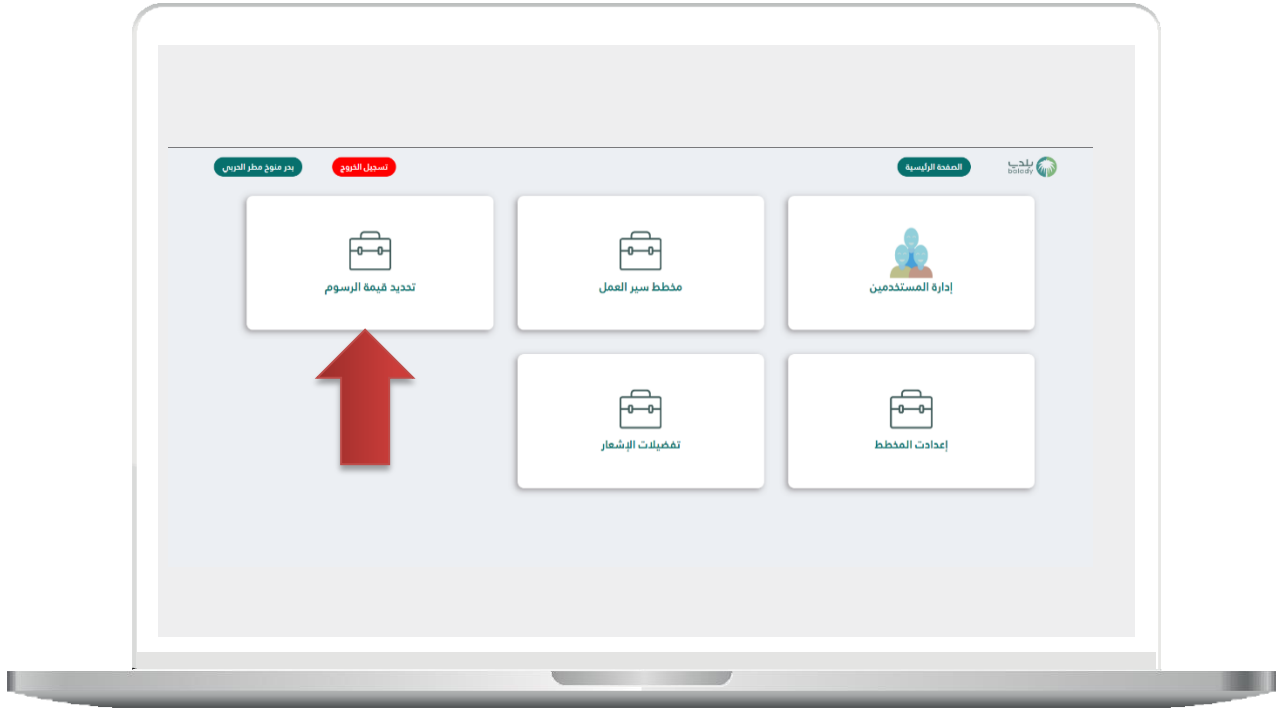 بلدي
balady
الصفحة الرئيسية
تسجيل الخروج
بدر منوخ مطر الحربي
إدارة المستخدمين
مخطط سير العمل
تحديد قيمة الرسوم
إعدادت المخطط
تفضيلات الإشعار